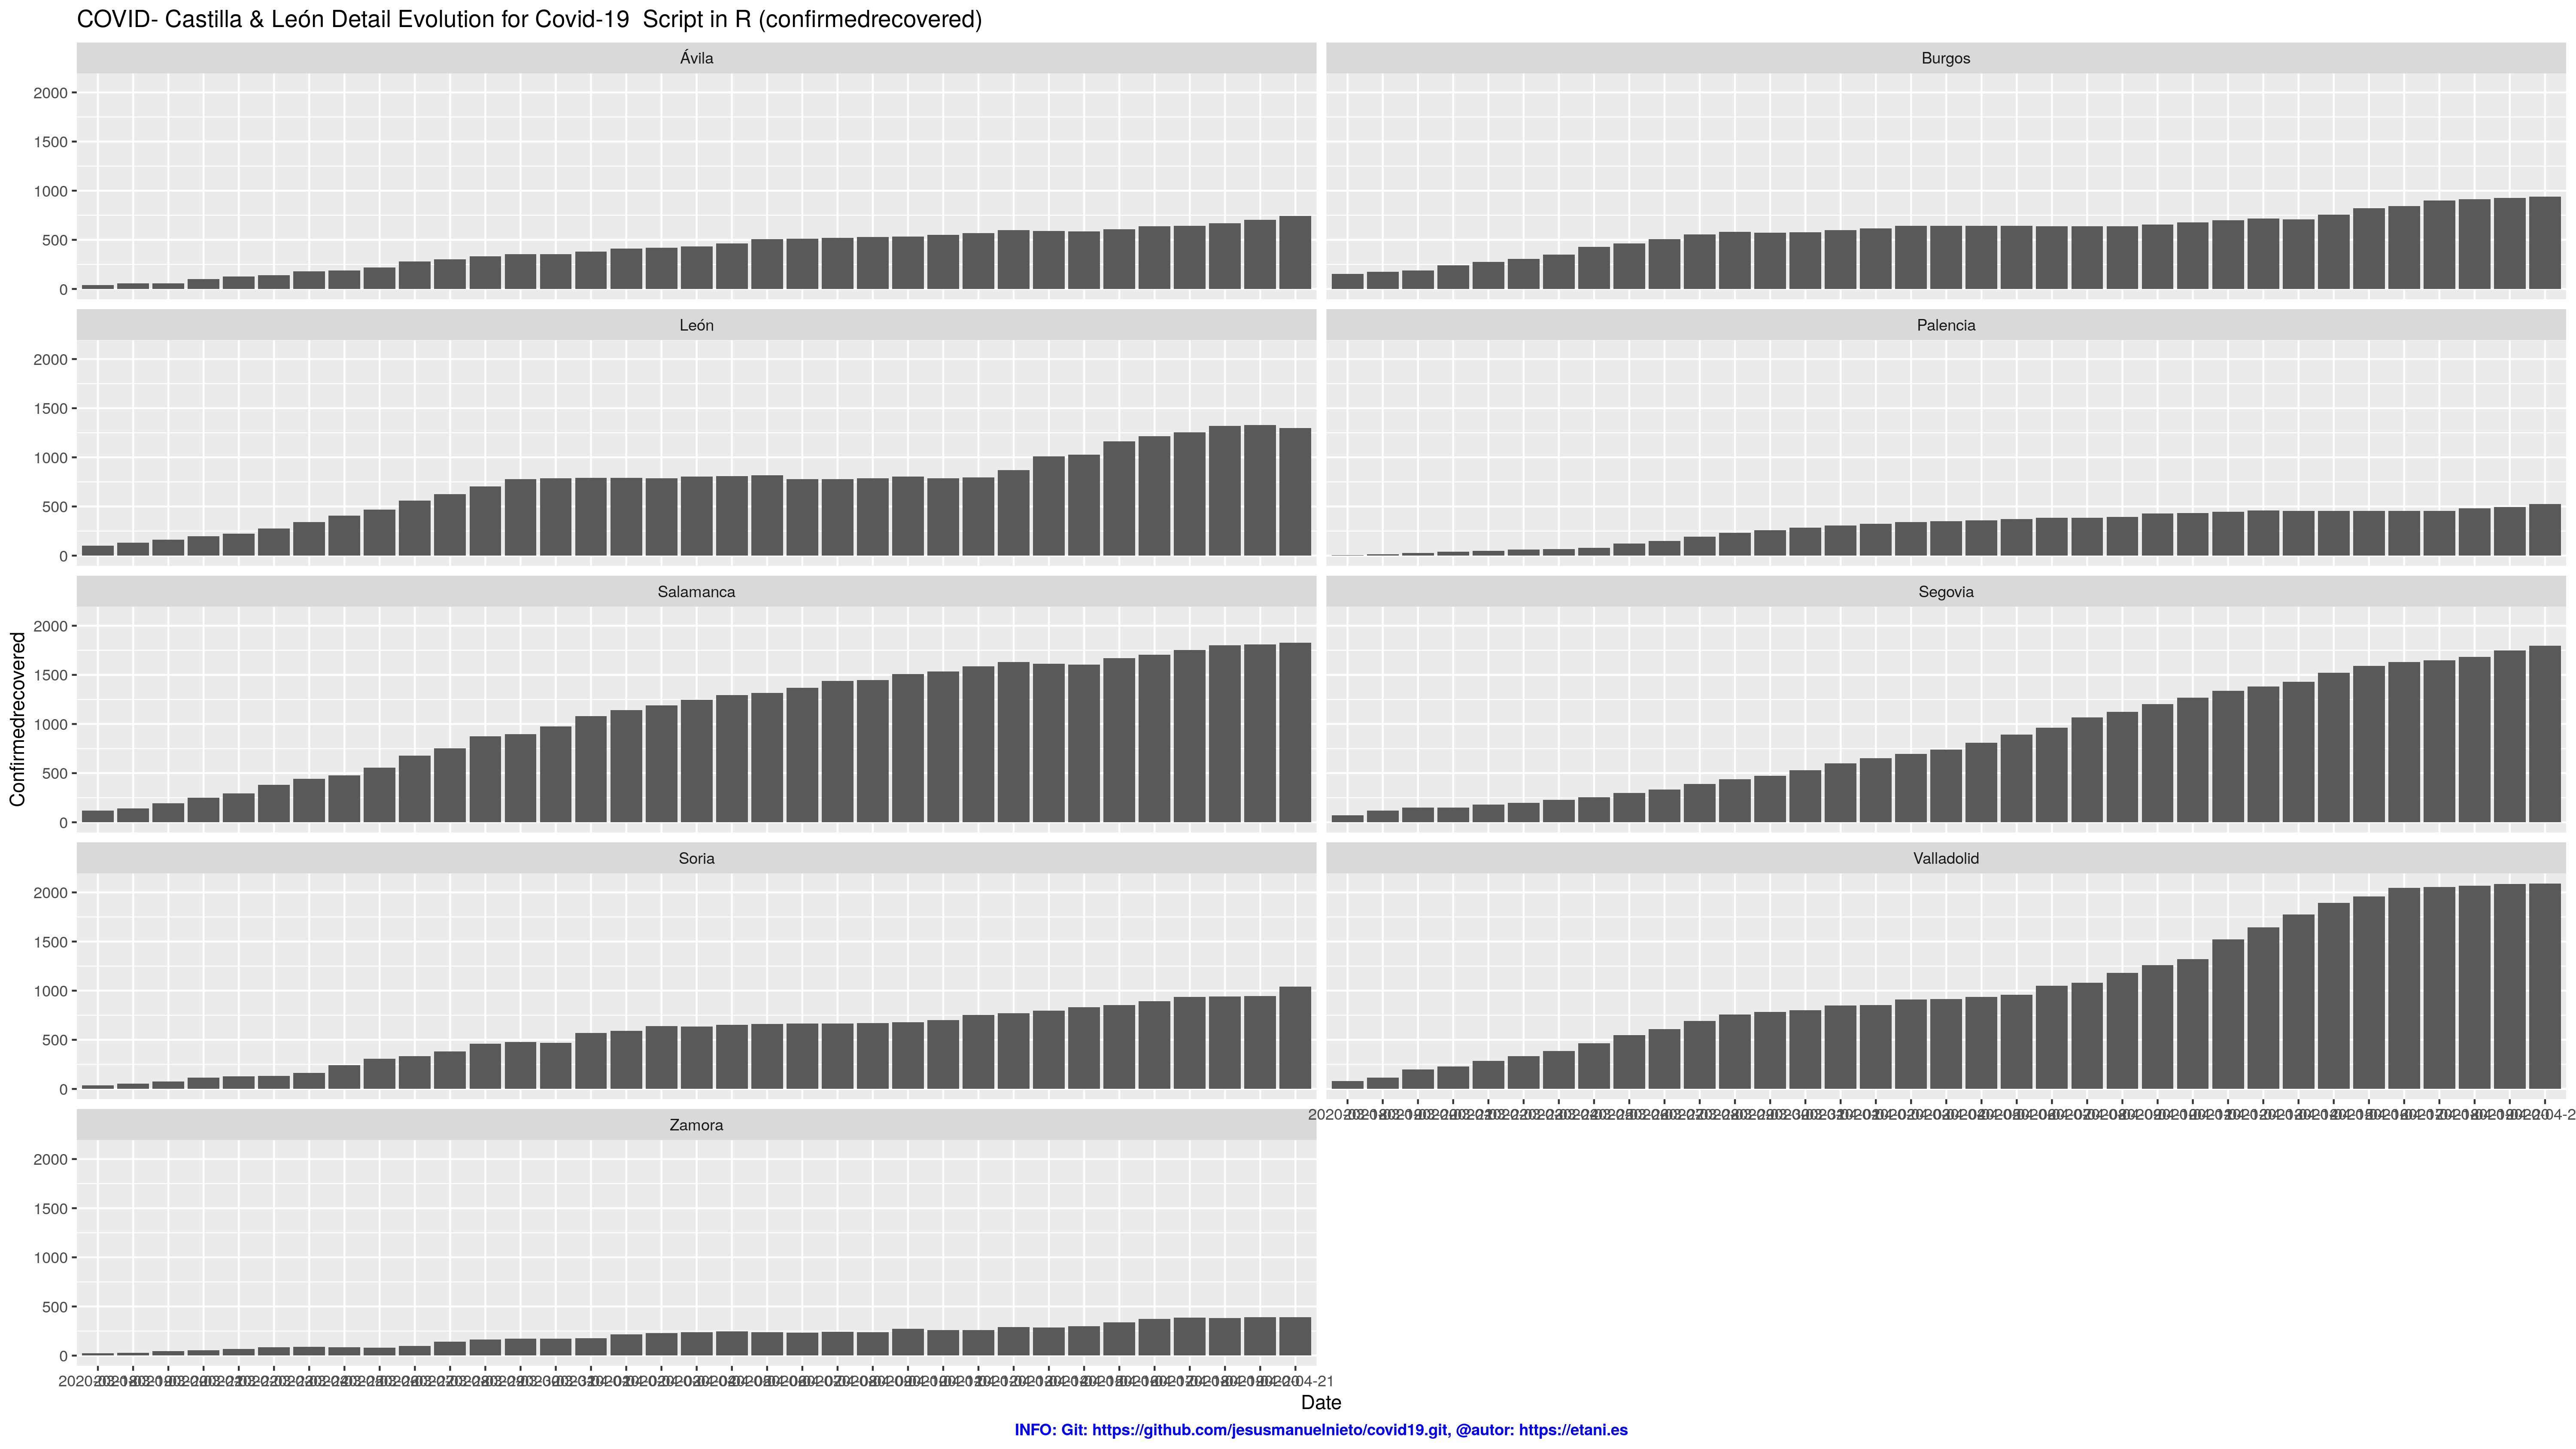 COVID- Castilla & León Detail Evolution for Covid-19  Script in R (confirmedrecovered)
Ávila
Burgos
2000
1500
1000
500
0
León
Palencia
2000
1500
1000
500
0
Salamanca
Segovia
2000
1500
1000
500
0
Confirmedrecovered
Soria
Valladolid
2000
1500
1000
500
0
Zamora
2000
1500
1000
500
0
Date
INFO: Git: https://github.com/jesusmanuelnieto/covid19.git, @autor: https://etani.es